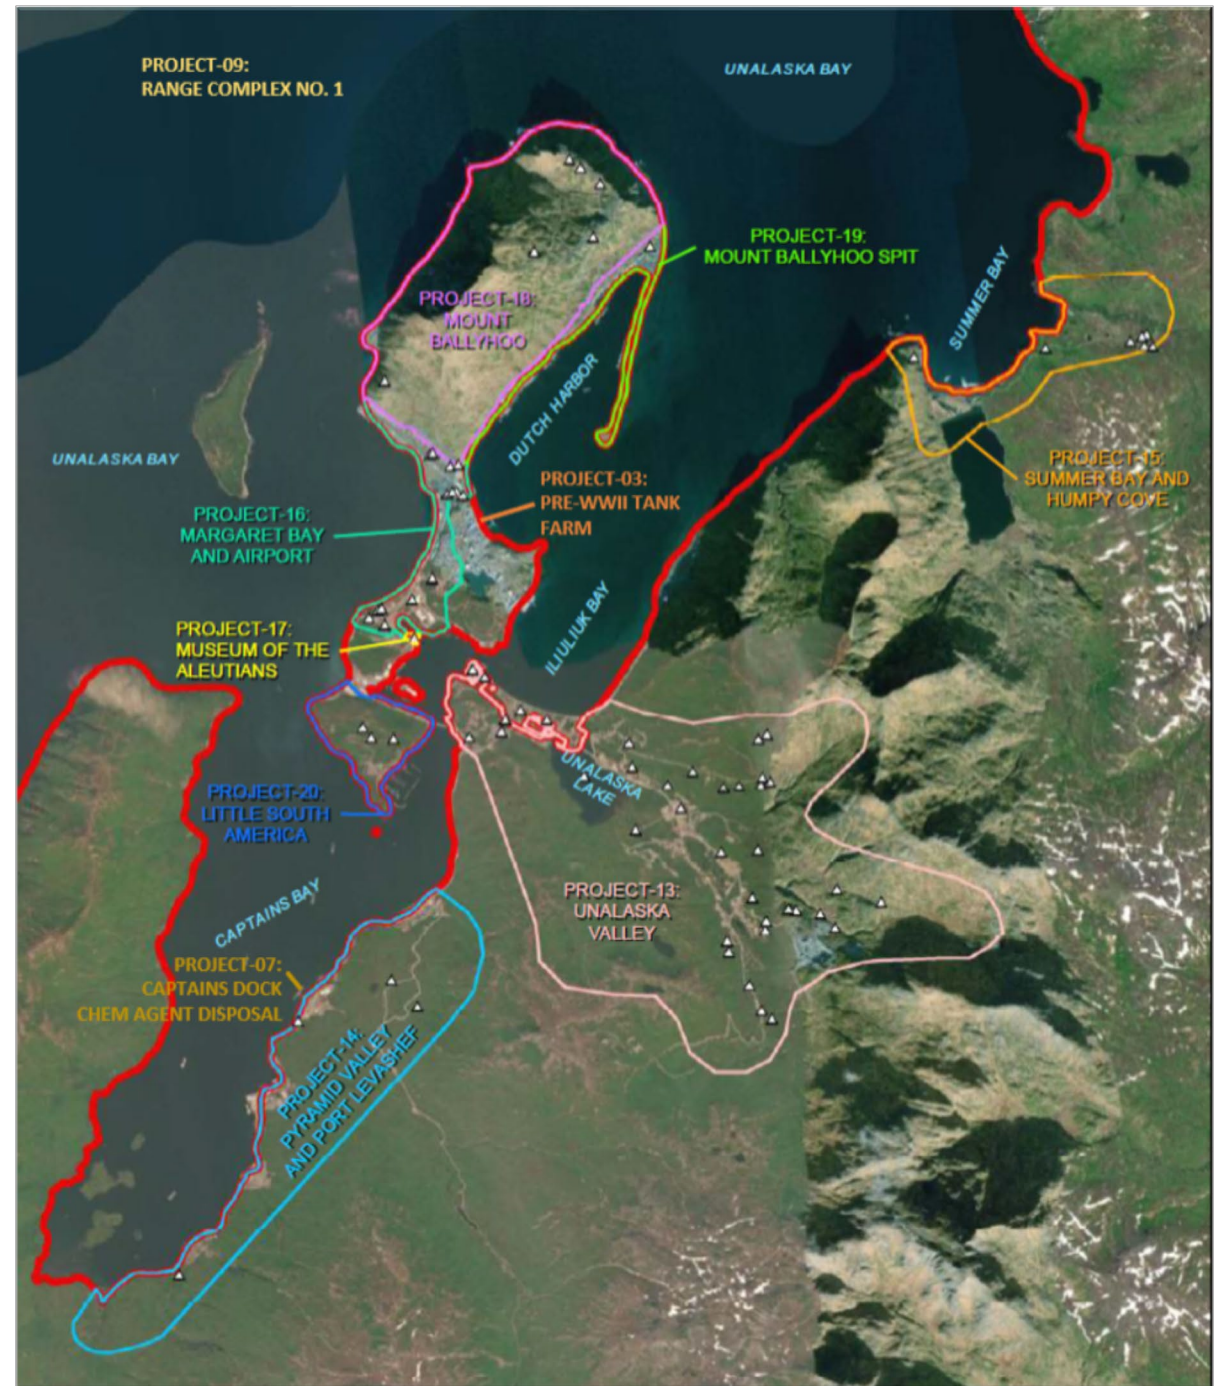 PROJECT-09:
RANGE COMPLEX NO. 1
UNALASKA BAY
PROJECT-19:
MOUNT BALLYHOO SPIT
SUMMER BAY
PROJECT-18:
MOUNT
BALLYHOO
DUTCH HARBOR
UNALASKA BAY
PROJECT-15:
SUMMER BAY AND
HUMPY COVE
PROJECT-03:
PRE-WWII TANK
FARM
PROJECT-16:
MARGARET BAY
AND AIRPORT
ILIULIUK BAY
PROJECT-17:
MUSEUM OF THE
ALEUTIANS
UNALASKA
LAKE
PROJECT-20:
LITTLE SOUTH
AMERICA
PROJECT-13:
UNALASKA
VALLEY
CAPTAINS BAY
PROJECT-07:
CAPTAINS DOCK
CHEM AGENT DISPOSAL
PROJECT-14:
PYRAMID VALLEY
AND PORT LEVASHEF